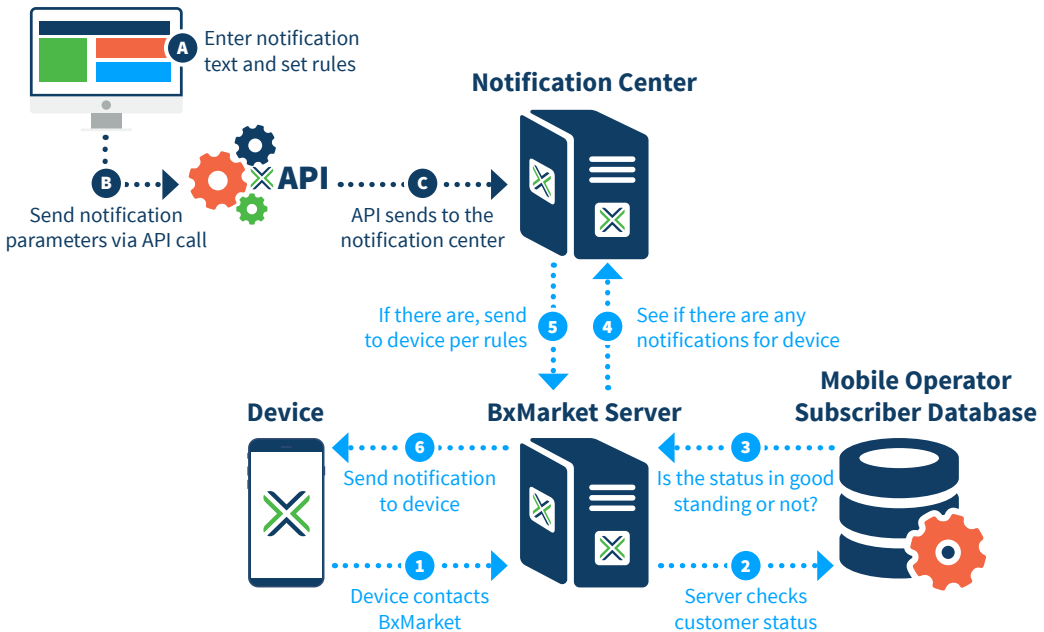 A
Enter notification
text and set rules
B
Send notification
parameters via API call
API
C
API sends to the
notification center
Notification Center
If there are, send
to device per rules
5
4
See if there are any
notifications for device
Mobile Operator
Subscriber Database
Device
BxMarket Server
6
Send notification
to device
3
Is the status in good
standing or not?
1
Device contacts
BxMarket
2
Server checks
customer status